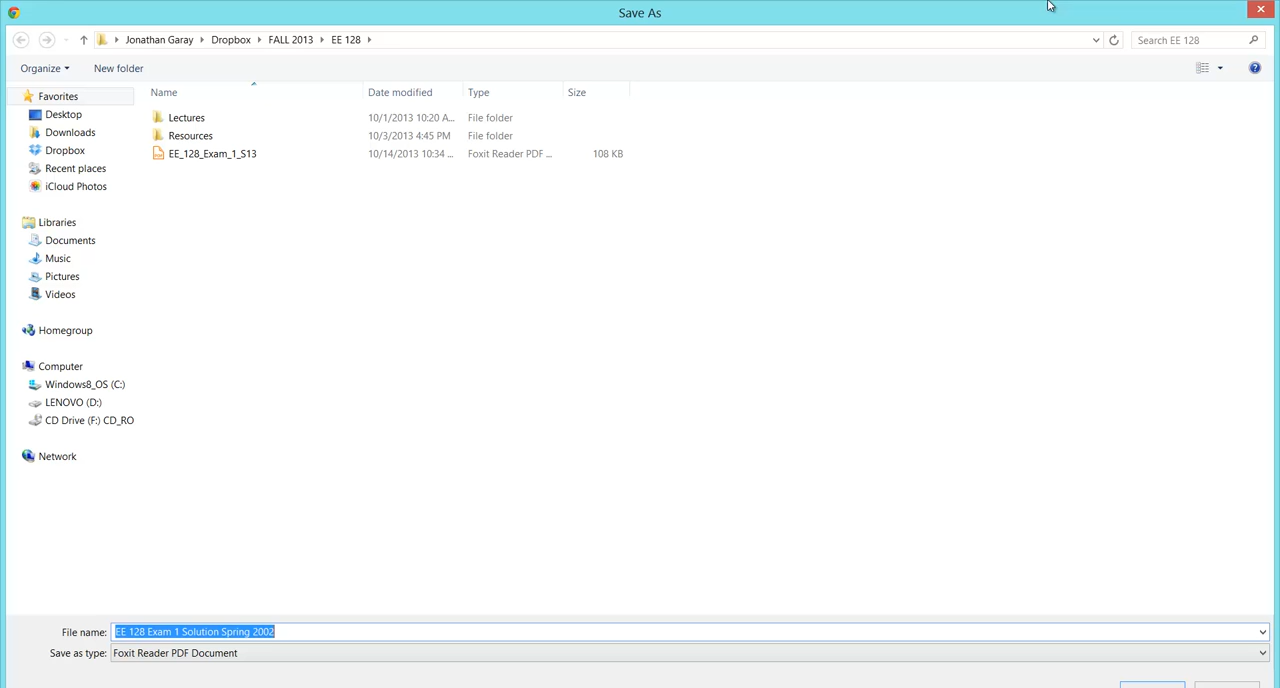 Save As
Jonathan Garay Dropbox FALL 2013 EE 128
Search EE 128
Organize New folder
Name Date modified Type Size
Favorites
Desktop
Downloads
Dropbox
Recent places
iCloud Photos
Libraries
Documents
Music
Pictures
Videos
Homegroup
Computer
Windows8_OS (C:)
LENOVO (D:)
CD Drive (F:) CD_RO
Network
Lectures 10/1/2013 10:20 A... File folder
Resources 10/3/2013 4:45 PM File folder
EE_128_Exam_1_S13 10/14/2013 10:34 ... Foxit Reader PDF ... 108 KB
File name: EE 128 Exam 1 Solution Spring 2002
Save as type: Foxit Reader PDF Document